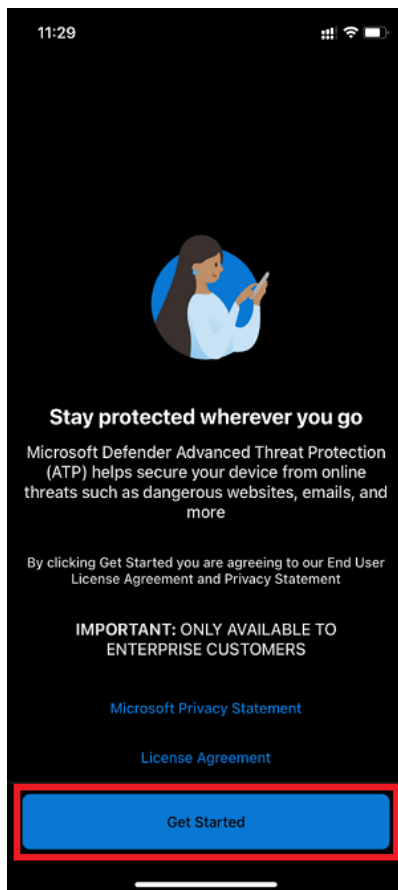 11:29
Stay protected wherever you go
Microsoft Defender Advanced Threat Protection
(ATP) helps secure your device from online
threats such as dangerous websites, emails, and
more
By clicking Get Started you are agreeing to our End User
License Agreement and Privacy Statement
IMPORTANT: ONLY AVAILABLE TO
ENTERPRISE CUSTOMERS
Microsoft Privacy Statement
License Agreement
Get Started